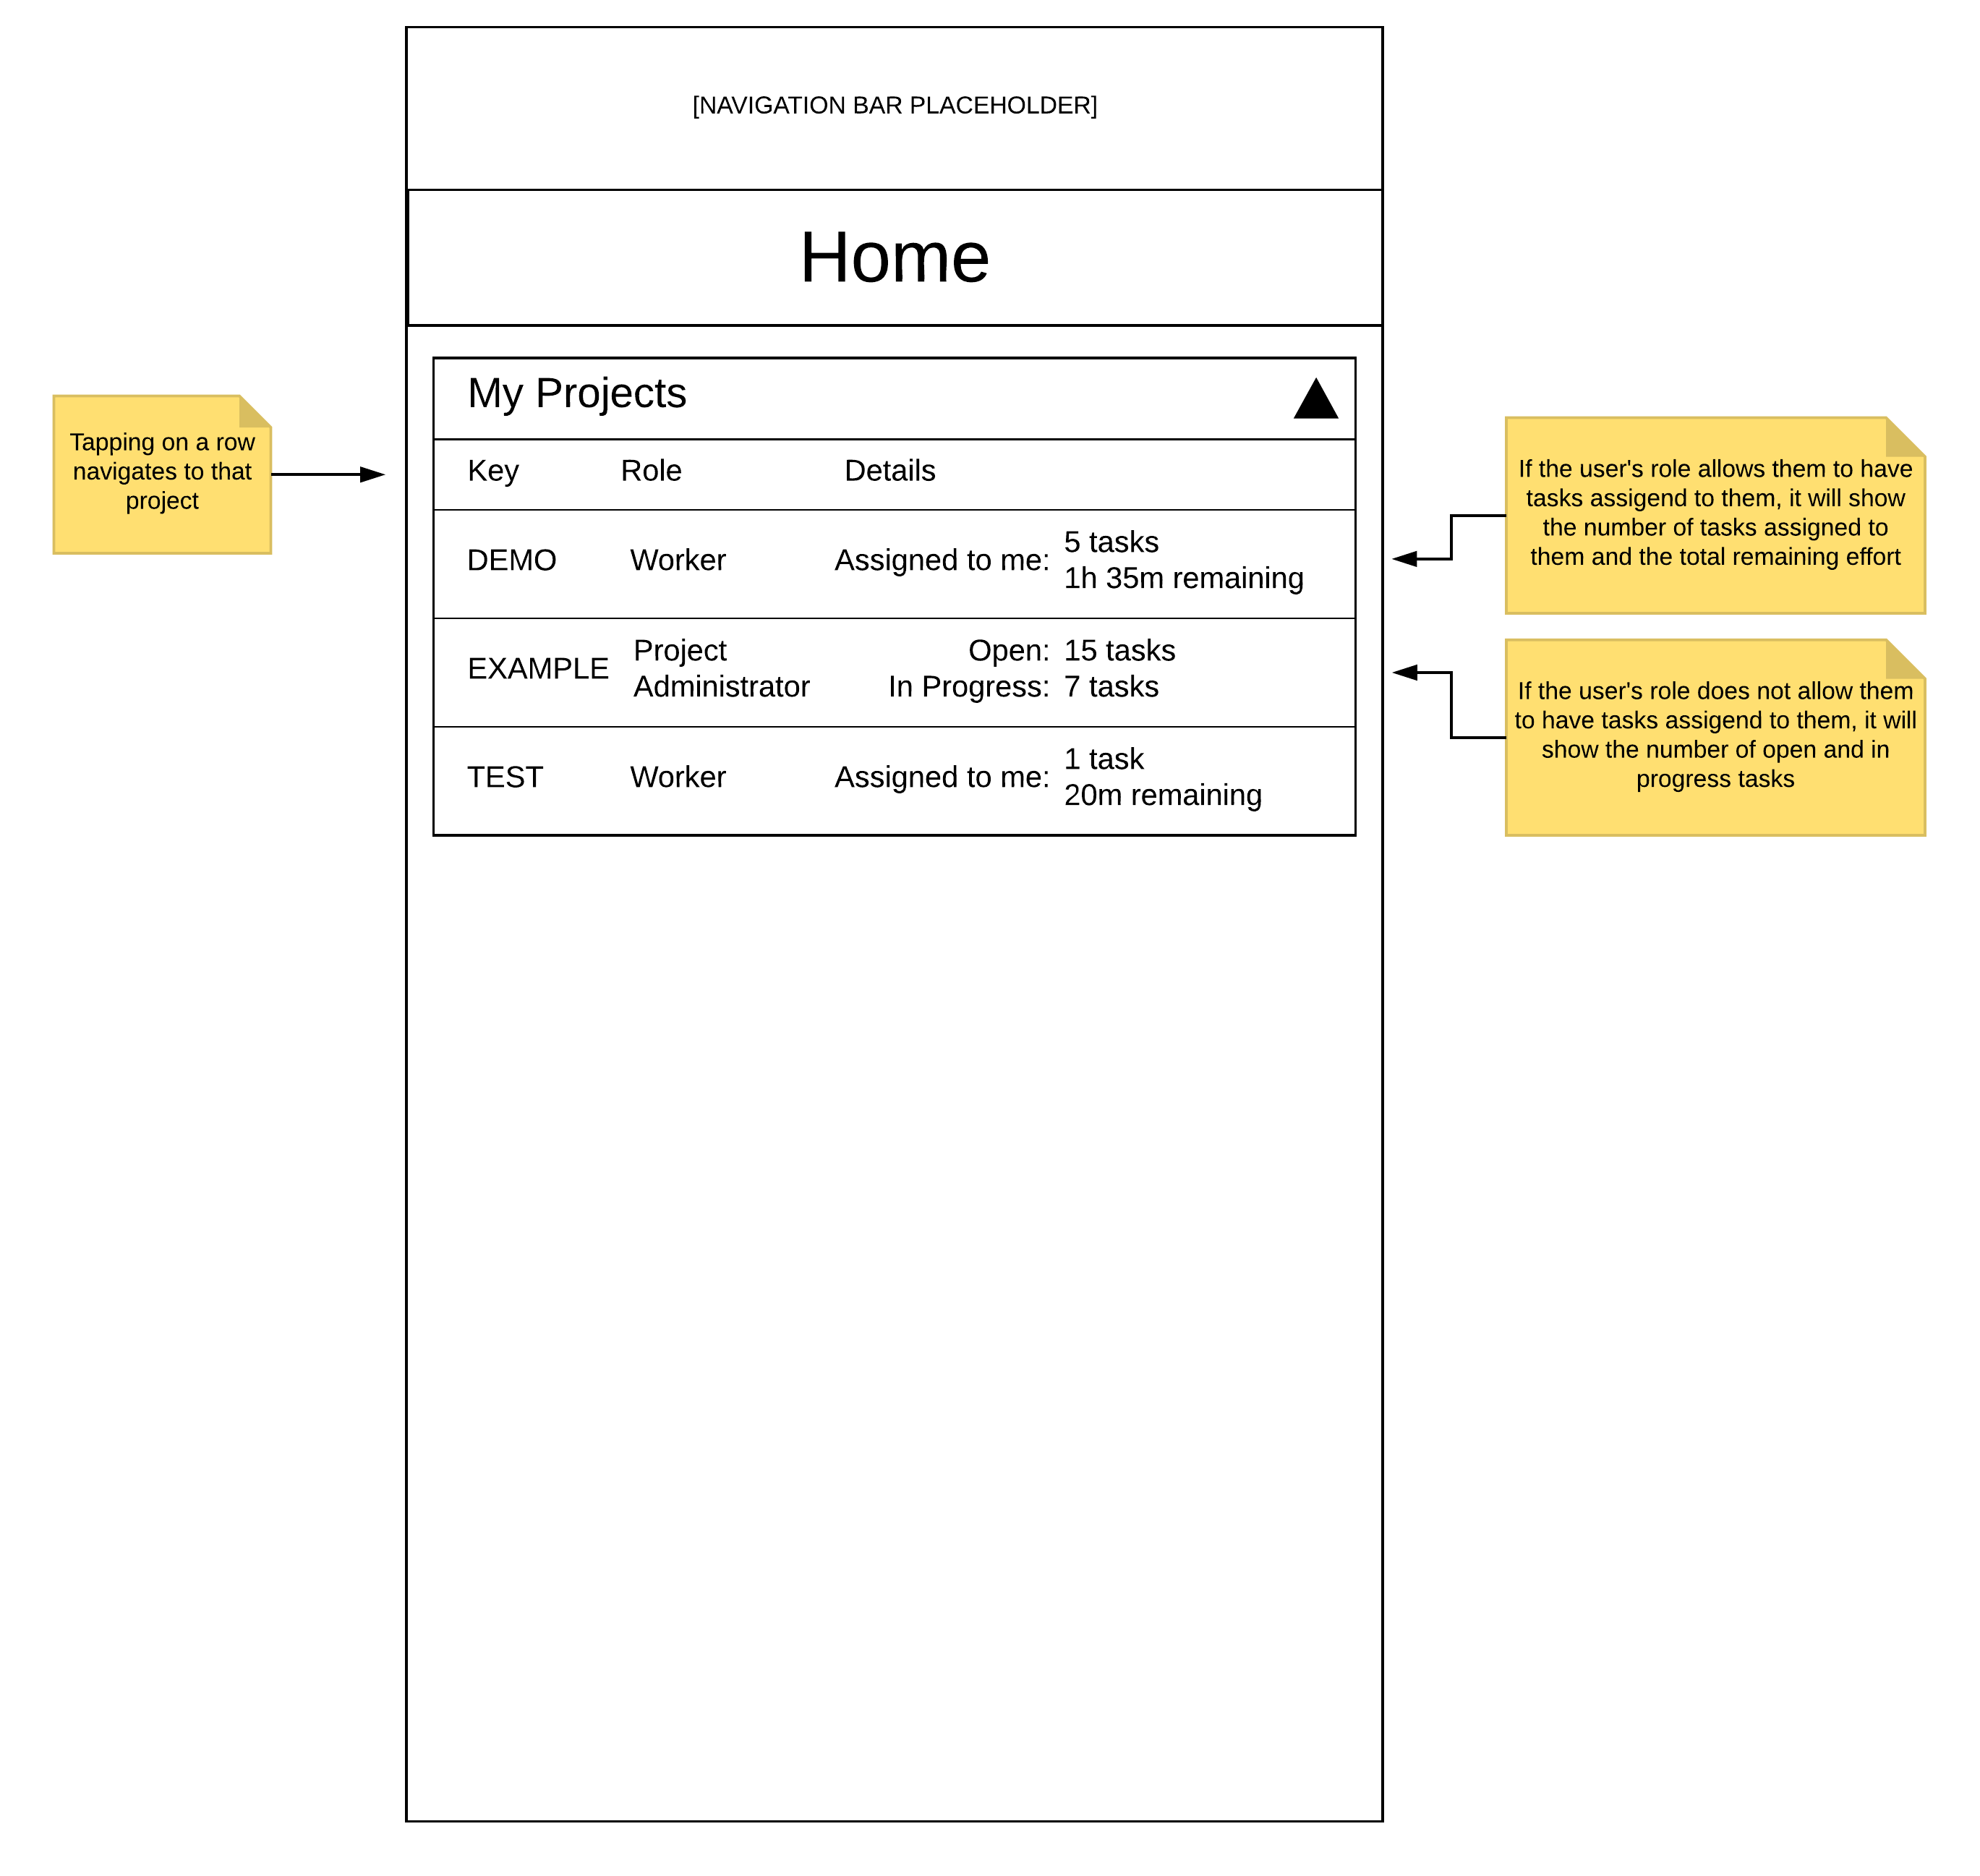 [NAVIGATION BAR PLACEHOLDER]
Home
My Projects
Key Role Details
DEMO Worker Assigned to me: 5 tasks
1h 35m remaining
EXAMPLE Project Administrator
Open: 15 tasks
In Progress: 7 tasks
TEST Worker Assigned to me: 1 task
20m remaining
Tapping on a row
navigates to that
project
If the user's role allows them to have
tasks assigend to them, it will show
the number of tasks assigned to
them and the total remaining effort
If the user's role does not allow them
to have tasks assigend to them, it will
show the number of open and in
progress tasks